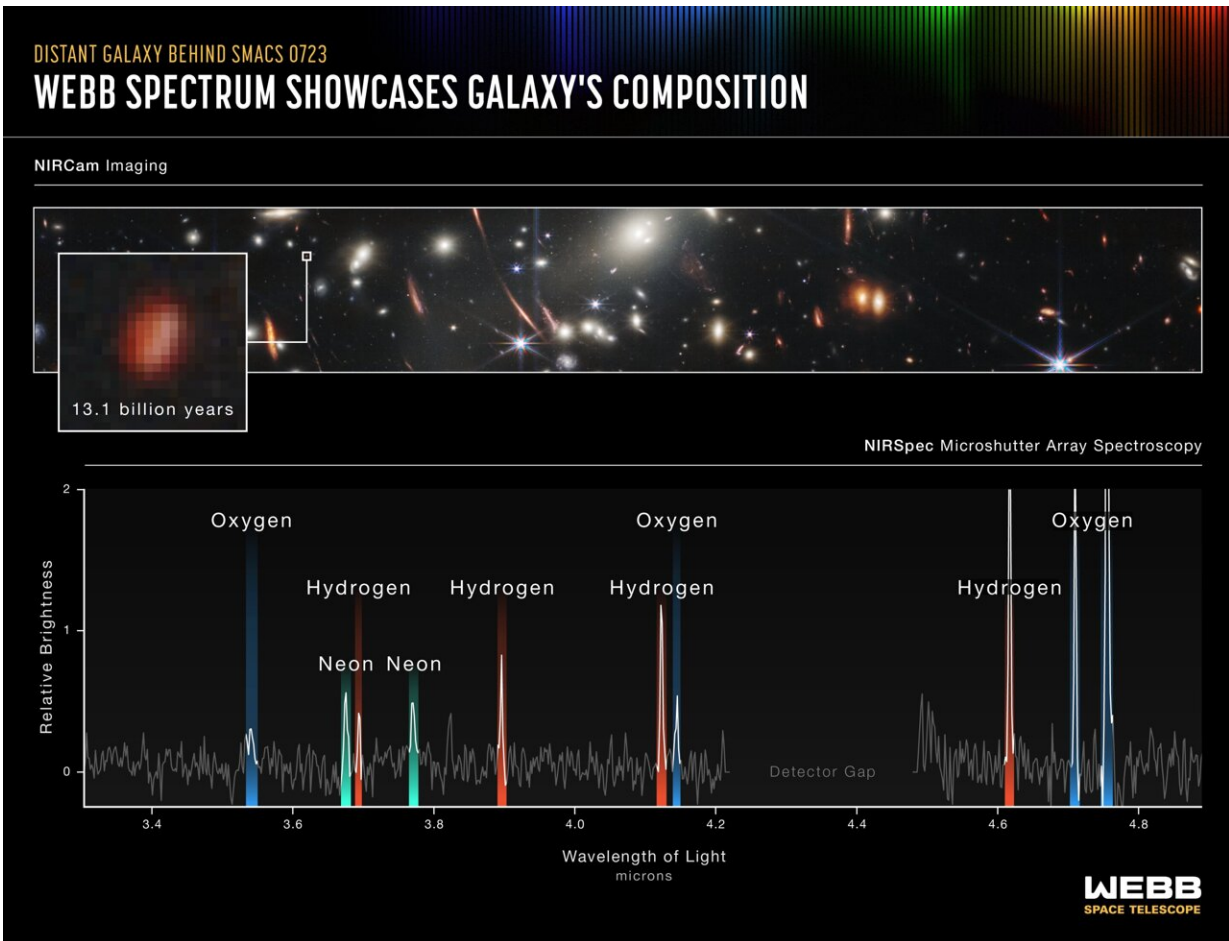 DISTANT GALAXY BEHIND SMACS 0723
WEBB SPECTRUM SHOWCASES GALAXY'S COMPOSITION
NIRCam Imaging
13.1 billion years
NIRSpec Microshutter Array Spectroscopy
2
Oxygen
Oxygen
Oxygen
Hydrogen
Hydrogen
Hydrogen
Hydrogen
1
Neon
Neon
Relative Brightness
0
Detector Gap
3.4
3.6
3.8
4.0
4.2
4.4
4.6
4.8
Wavelength of Light
microns
WEBB
SPACE TELESCOPE